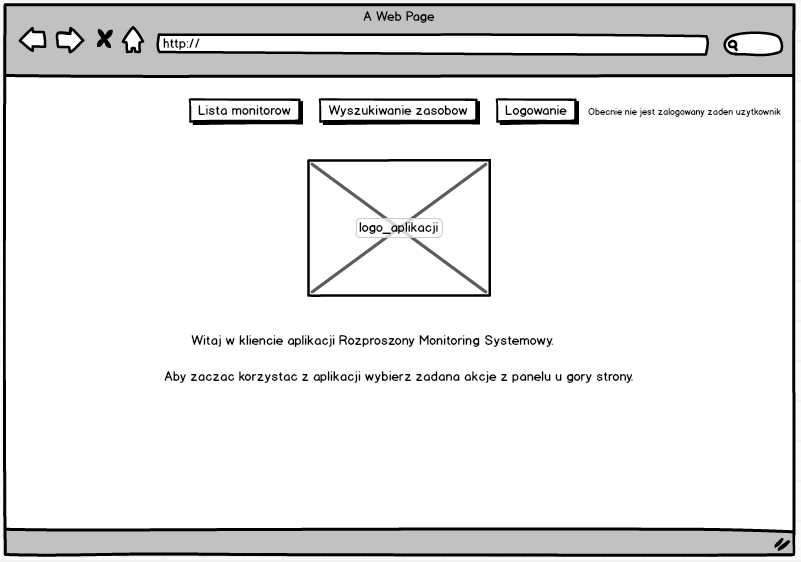 A Web Page
http://
Lista monitorow
Wyszukiwanie zasobow
Logowanie
Obecnie nie jest zalogowany zaden uzytkownik
logo_aplikacji
Witaj w kliencie aplikacji Rozproszony Monitoring Systemowy.
Aby zaczac korzystac z aplikacji wybierz zadana akcje z panelu u gory strony.